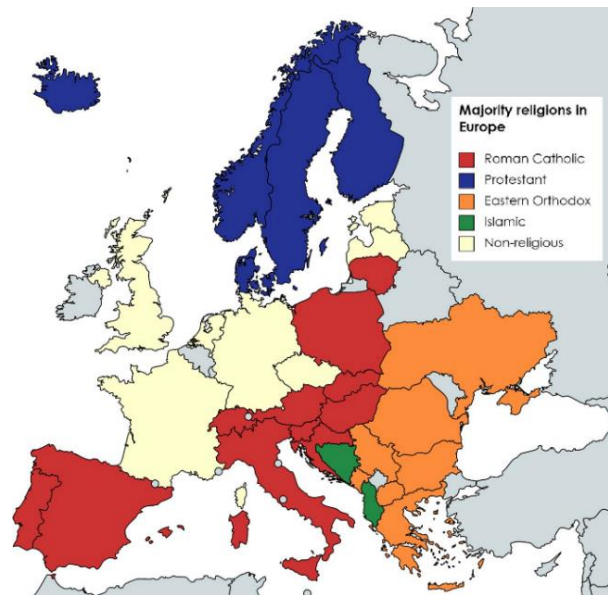 Majority religions in
Europe
Roman Catholic
Protestant
Eastern Orthodox
Islamic
Non-religious